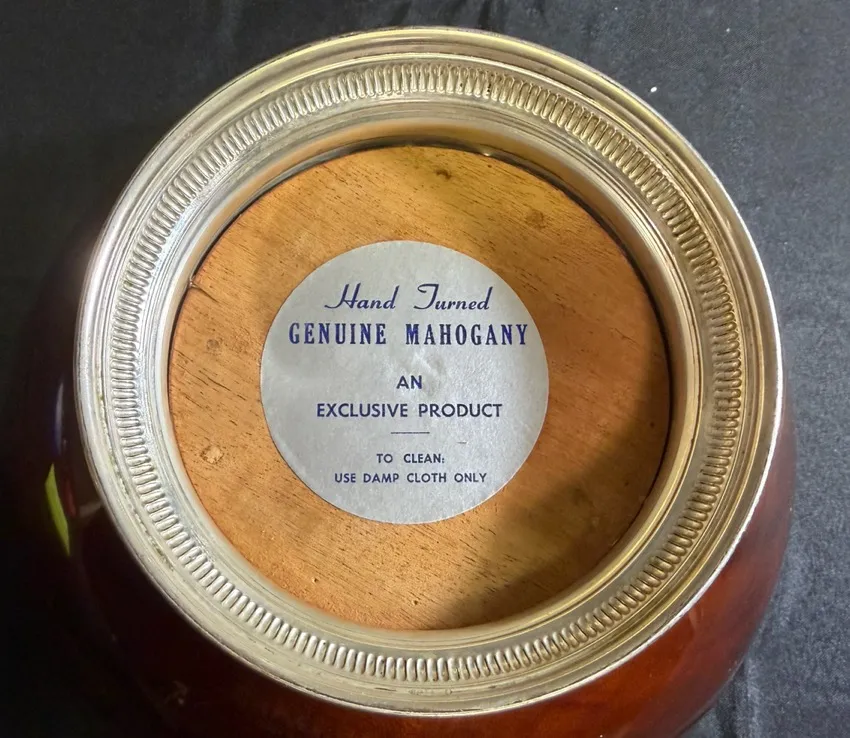 Hand Turned
GENUINE MAHOGANY
AN
EXCLUSIVE PRODUCT
TO CLEAN:
USE DAMP CLOTH ONLY